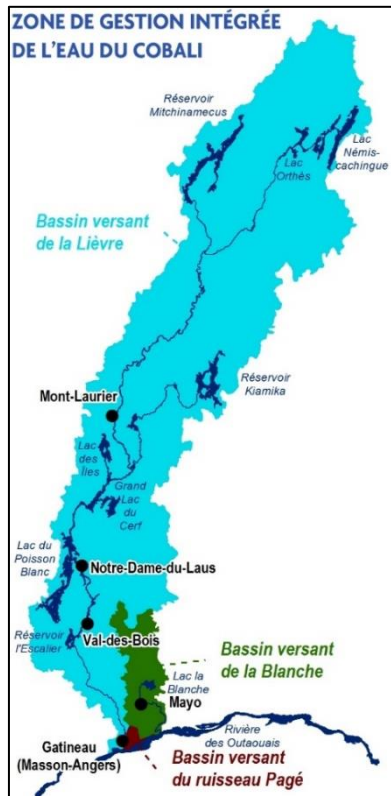 ZONE DE GESTION INTÉGRÉE
DE L'EAU DU COBALI
Réservoir
Mitchinamecus
Lac
Némis-
cachingue
Lac
Orthès
Bassin versant
de la Lièvre
Mont-Laurier
Réservoir
Kiamika
Lac
des
Îles
Grand
Lac
du
Cerf
Lac du
Poisson
Blanc
Notre-Dame-du-Laus
Réservoir
l'Escalier
Val-des-Bois
Bassin versant
de la Blanche
Lac la
Blanche
Mayo
Rivière
des Outaouais
Gatineau
(Masson-Angers)
Bassin versant
du ruisseau Pagé